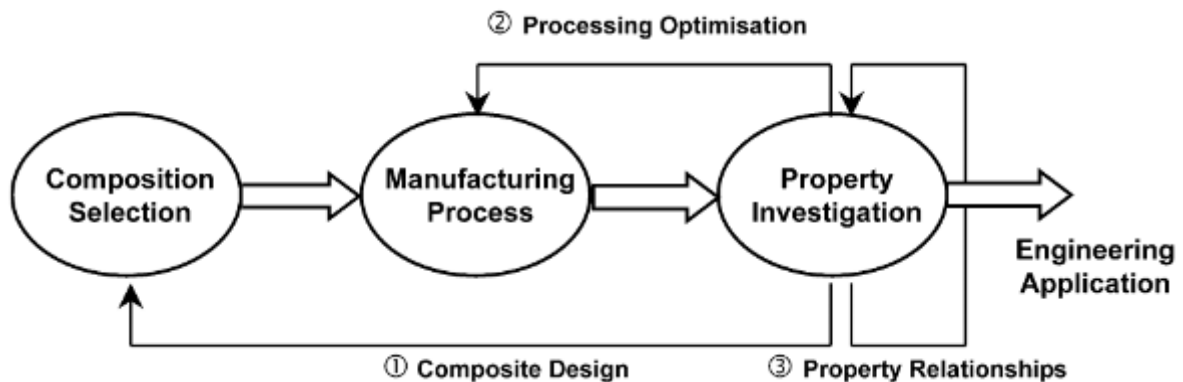 ② Processing Optimisation
Composition
Selection
Manufacturing
Process
Property
Investigation
Engineering
Application
① Composite Design
③ Property Relationships